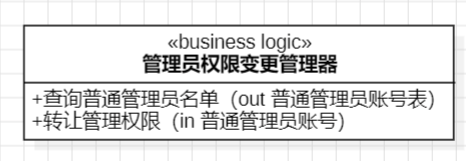 «business logic»
管理员权限变更管理器
+查询普通管理员名单（out 普通管理员账号表）
+转让管理权限（in 普通管理员账号）